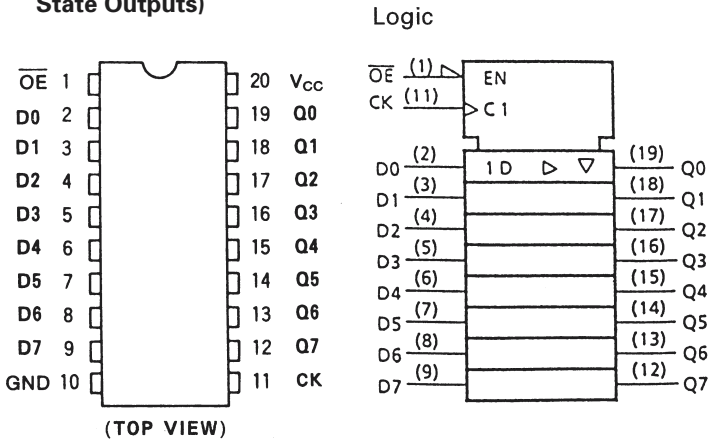 State Outputs)
Logic
OE 1 20 VCC
D0 2 19 Q0
D1 3 18 Q1
D2 4 17 Q2
D3 5 16 Q3
D4 6 15 Q4
D5 7 14 Q5
D6 8 13 Q6
D7 9 12 Q7
GND 10 11 CK
(TOP VIEW)
OE (1) EN
CK (11) C1
D0 (2) 1D (19) Q0
D1 (3) (18) Q1
D2 (4) (17) Q2
D3 (5) (16) Q3
D4 (6) (15) Q4
D5 (7) (14) Q5
D6 (8) (13) Q6
D7 (9) (12) Q7